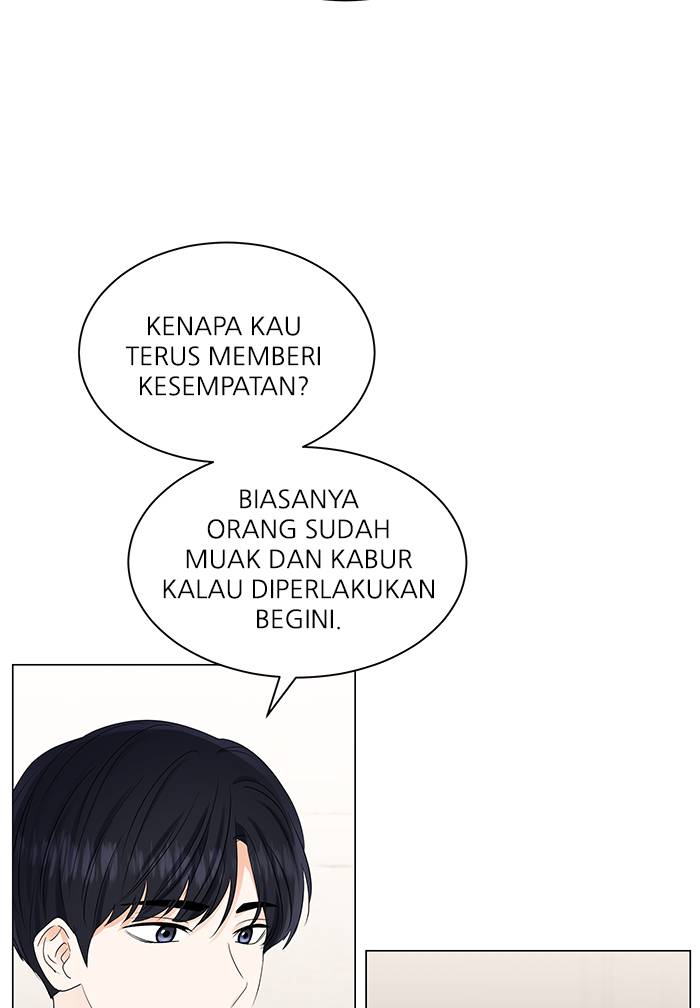 KENAPA KAU
TERUS MEMBERI
KESEMPATAN?
BIASANYA
ORANG SUDAH
MUAK DAN KABUR
KALAU DIPERLAKUKAN
BEGINI.